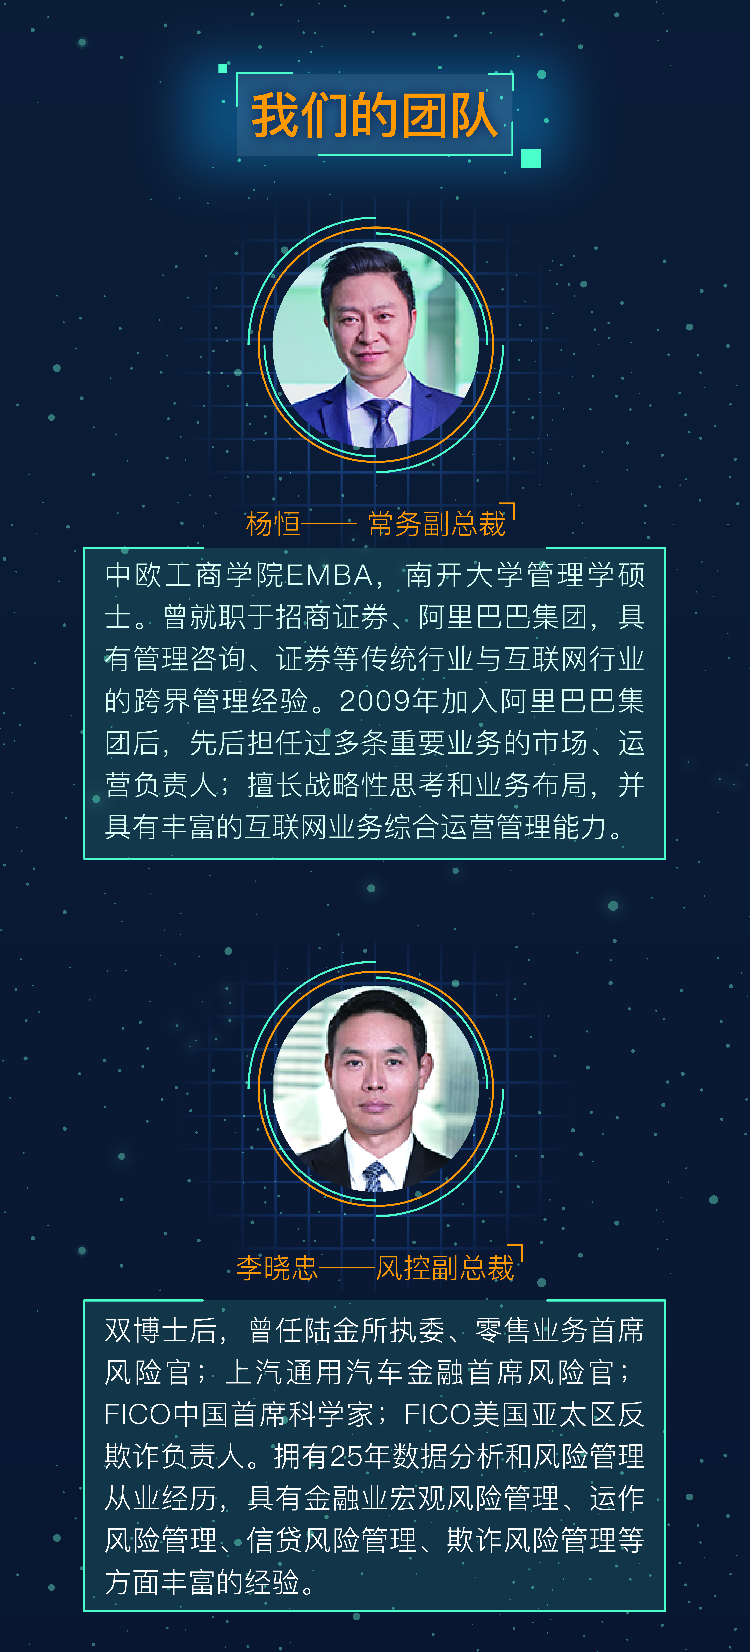 我们的团队
杨恒—— 常务副总裁
中欧工商学院EMBA，南开大学管理学硕
士。曾就职于招商证券、阿里巴巴集团，具
有管理咨询、证券等传统行业与互联网行业
的跨界管理经验。2009年加入阿里巴巴集
团后，先后担任过多条重要业务的市场、运
营负责人；擅长战略性思考和业务布局，并
具有丰富的互联网业务综合运营管理能力。
李晓忠——风控副总裁
双博士后，曾任陆金所执委、零售业务首席
风险官；上汽通用汽车金融首席风险官；
FICO中国首席科学家；FICO美国亚太区反
欺诈负责人。拥有25年数据分析和风险管理
从业经历，具有金融业宏观风险管理、运作
风险管理、信贷风险管理、欺诈风险管理等
方面丰富的经验。